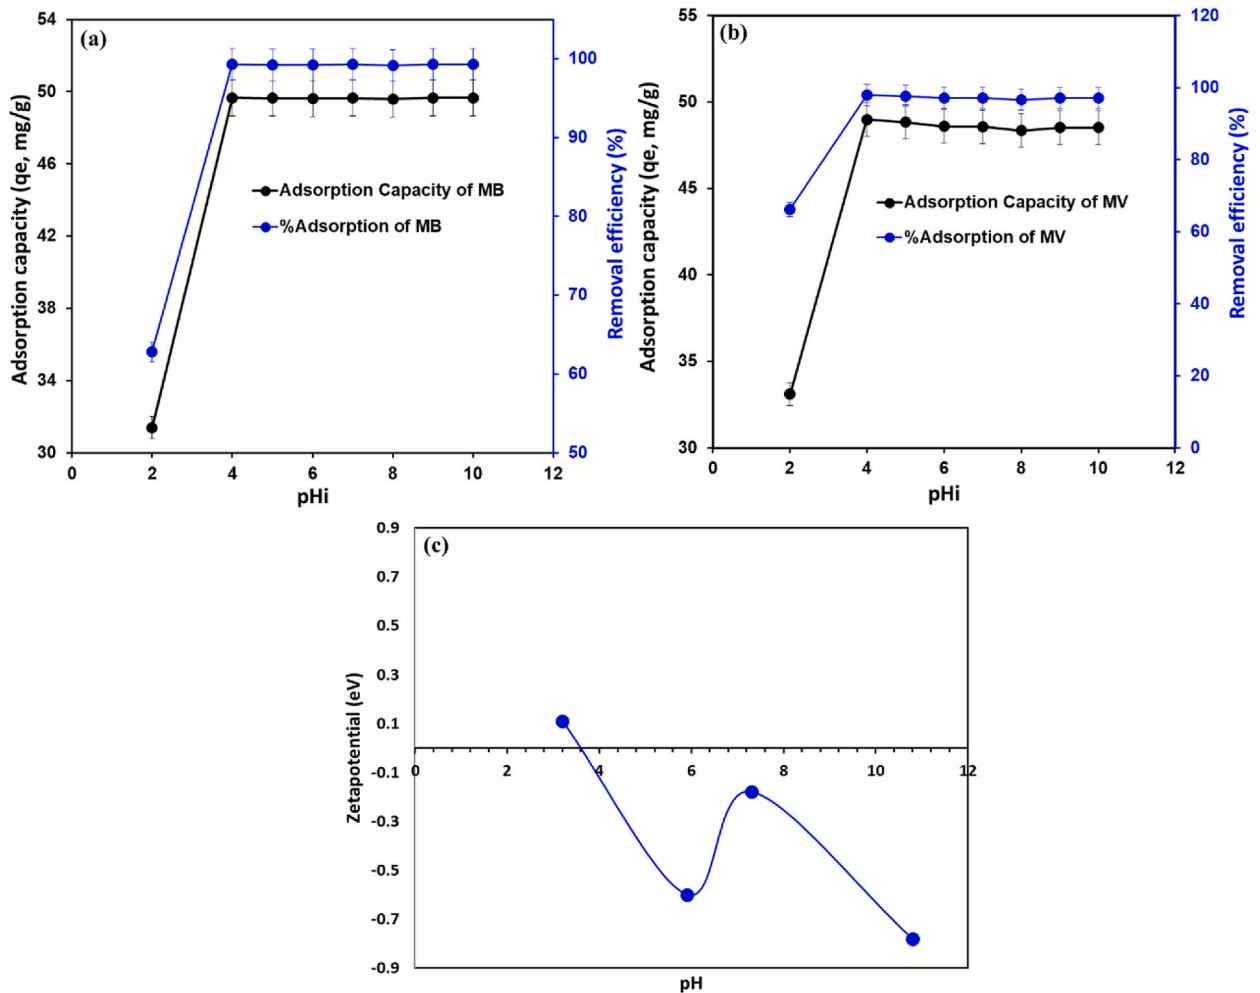 (a)
54
50
46
42
38
34
30
Adsorption capacity (qe, mg/g)
100
90
80
70
60
50
Removal efficiency (%)
Adsorption Capacity of MB
%Adsorption of MB
0 2 4 6 8 10 12
pHi
(b)
55
50
45
40
35
30
Adsorption capacity (qe, mg/g)
120
100
80
60
40
20
0
Removal efficiency (%)
Adsorption Capacity of MV
%Adsorption of MV
0 2 4 6 8 10 12
pHi
(c)
0.9
0.7
0.5
0.3
0.1
-0.1
-0.3
-0.5
-0.7
-0.9
Zetapotential (eV)
0 2 4 6 8 10 12
pH